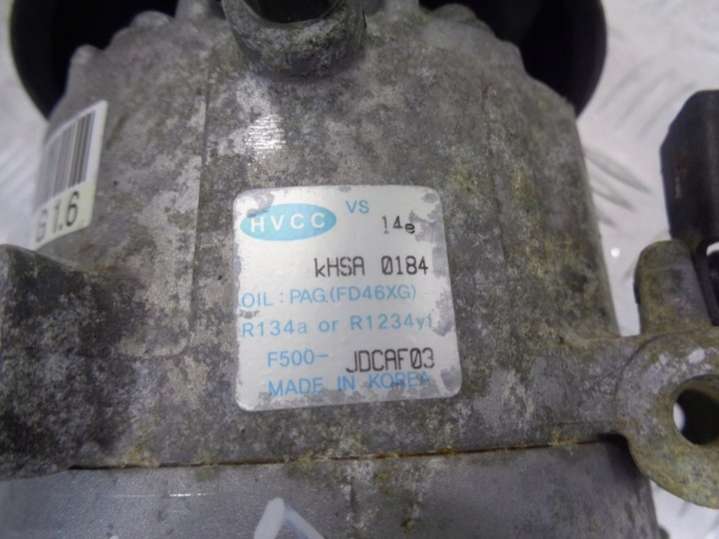 G 1.6
HVCC VS 14e
kHSA 0184
OIL : PAG (FD46XG)
R134a or R1234yf
F500- JDCAF03
MADE IN KOREA